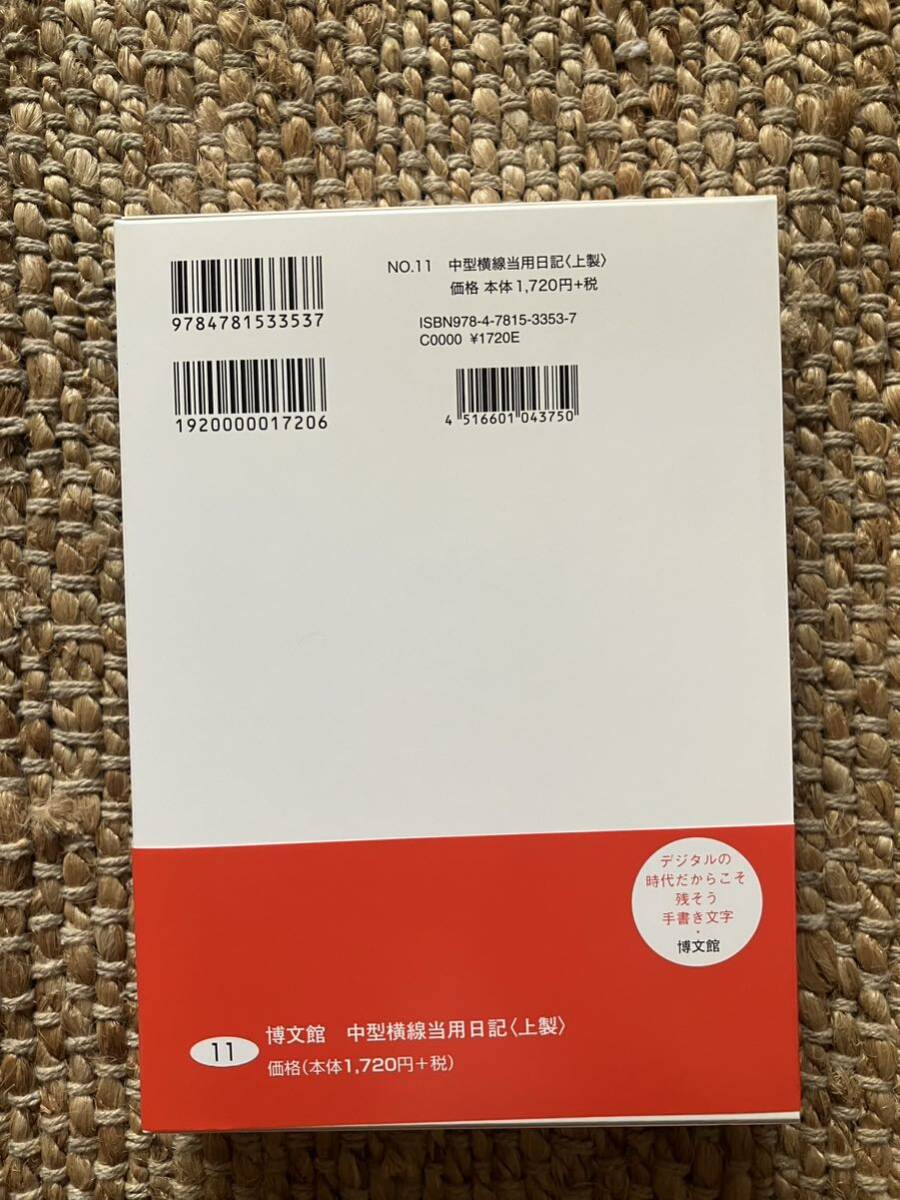 9784781533537
1920000017206
NO.11　中型横線当用日記〈上製〉
価格 本体1,720円+税
ISBN978-4-7815-3353-7
C0000 ¥1720E
4 516601 043750
デジタルの
時代だからこそ
残そう
手書き文字
・
博文館
11
博文館　中型横線当用日記〈上製〉
価格(本体1,720円+税)